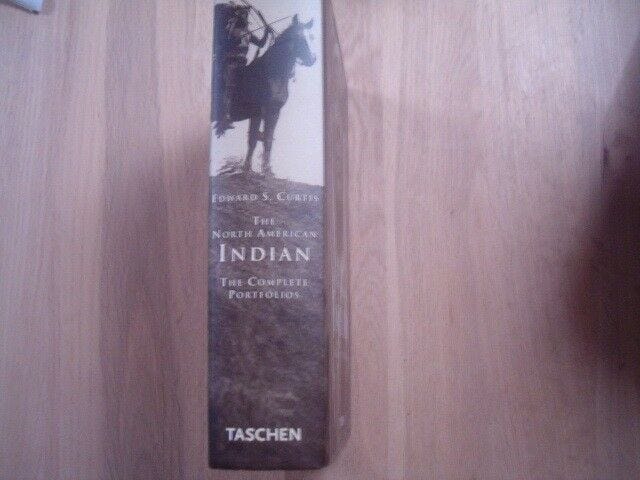 EDWARD S. CURTIS
THE
NORTH AMERICAN
INDIAN
THE COMPLETE
PORTFOLIOS
TASCHEN